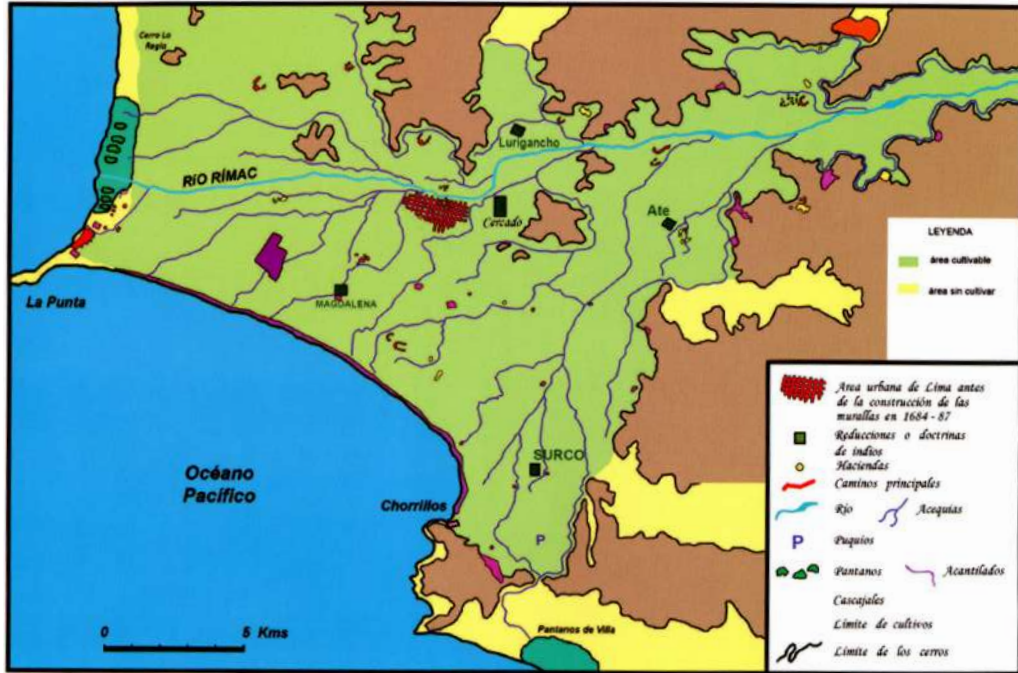 Cerro La
Regla
Lurigancho
RÍO RÍMAC
Cercado
Ate
LEYENDA
área cultivable
área sin cultivar
La Punta
MAGDALENA
Area urbana de Lima antes
de la construcción de las
murallas en 1684 - 87
Reducciones o doctrinas
de indios
Haciendas
Caminos principales
Río
Acequias
P
Puquios
Pantanos
Acantilados
Cascajales
Límite de cultivos
Límite de los cerros
SURCO
Océano
Pacífico
Chorrillos
P
Pantanos de Villa
0 5 Kms